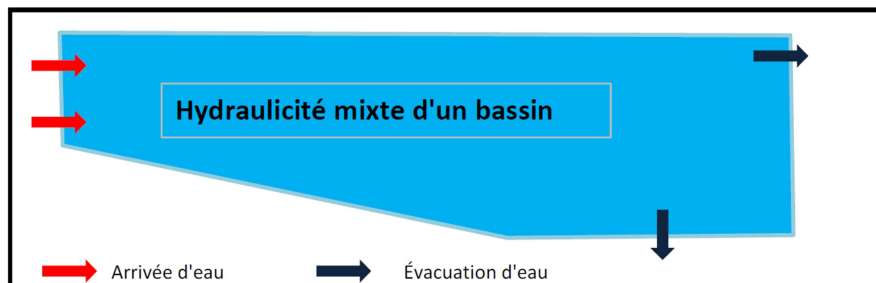 Hydraulicité mixte d'un bassin
Arrivée d'eau
Évacuation d'eau